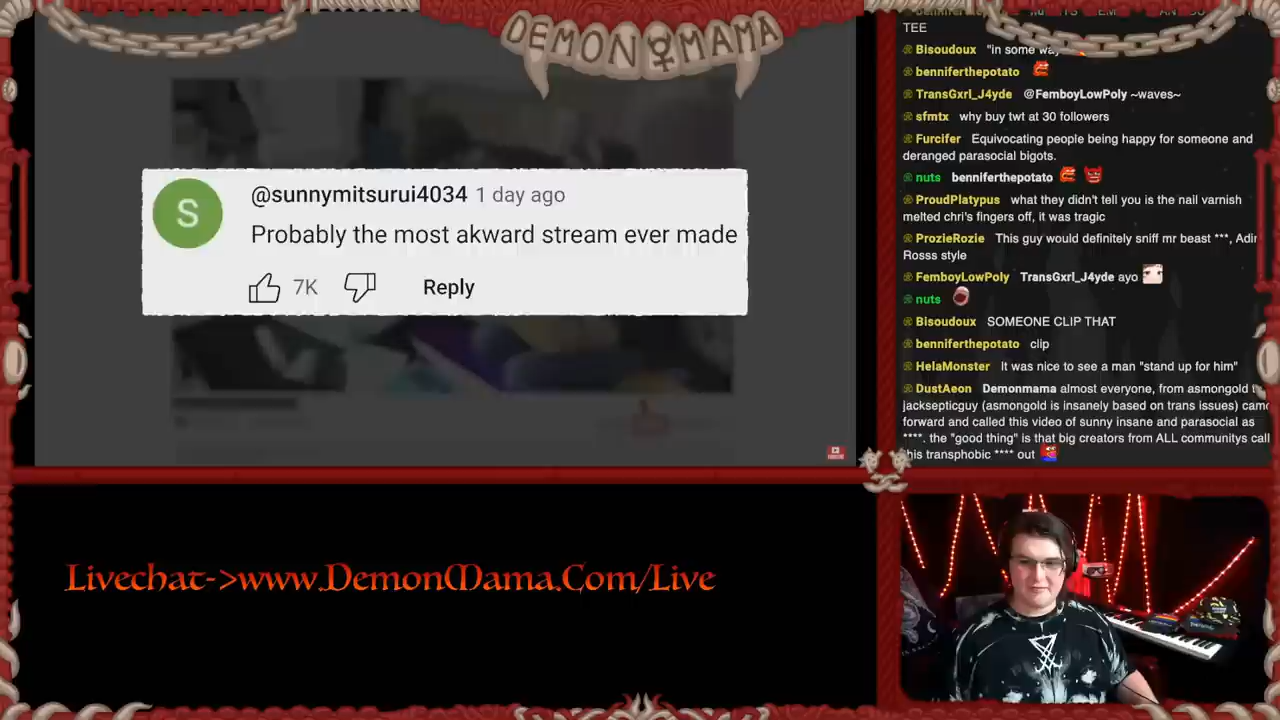 DEMON MAMA
TEE
Bisoudoux "in some way
benniferthepotato
TransGxrl_J4yde @FemboyLowPoly ~waves~
sfmtx why buy twt at 30 followers
Furcifer Equivocating people being happy for someone and
deranged parasocial bigots.
nuts benniferthepotato
ProudPlatypus what they didn't tell you is the nail varnish
melted chri's fingers off, it was tragic
ProzieRozie This guy would definitely sniff mr beast ***, Adin
Rosss style
FemboyLowPoly TransGxrl_J4yde ayo
nuts
Bisoudoux SOMEONE CLIP THAT
benniferthepotato clip
HelaMonster It was nice to see a man "stand up for him"
DustAeon Demonmama almost everyone, from asmongold
jacksepticguy (asmongold is insanely based on trans issues) came
forward and called this video of sunny insane and parasocial as
****. the "good thing" is that big creators from ALL communitys call
this transphobic **** out
S
@sunnymitsurui4034 1 day ago
Probably the most akward stream ever made
7K
Reply
Livechat->www.DemonMama.Com/Live